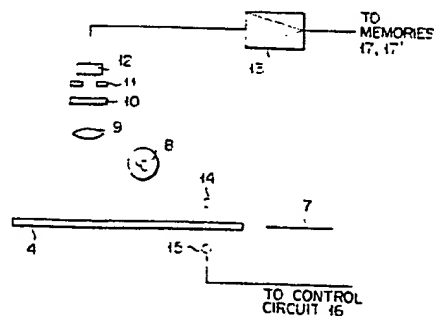 TO
MEMORIES
17, 17'
13
12
11
10
9
8
14
7
4
15
TO CONTROL
CIRCUIT 16